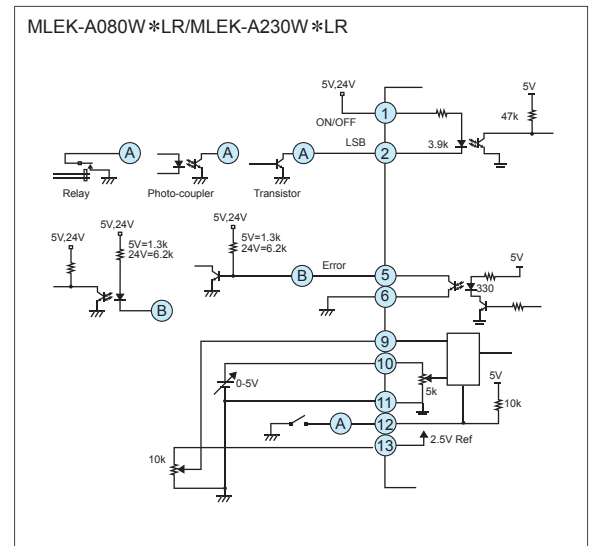 MLEK-A080W＊LR/MLEK-A230W＊LR
5V,24V
5V
1
ON/OFF
47k
LSB
A
A
A
2
3.9k
Relay
Photo-coupler
Transistor
5V,24V
5V,24V
5V,24V
5V=1.3k
24V=6.2k
5V=1.3k
24V=6.2k
5V
B
Error
5
6
330
B
9
10
0-5V
5V
5k
11
10k
A
12
13
2.5V Ref
10k